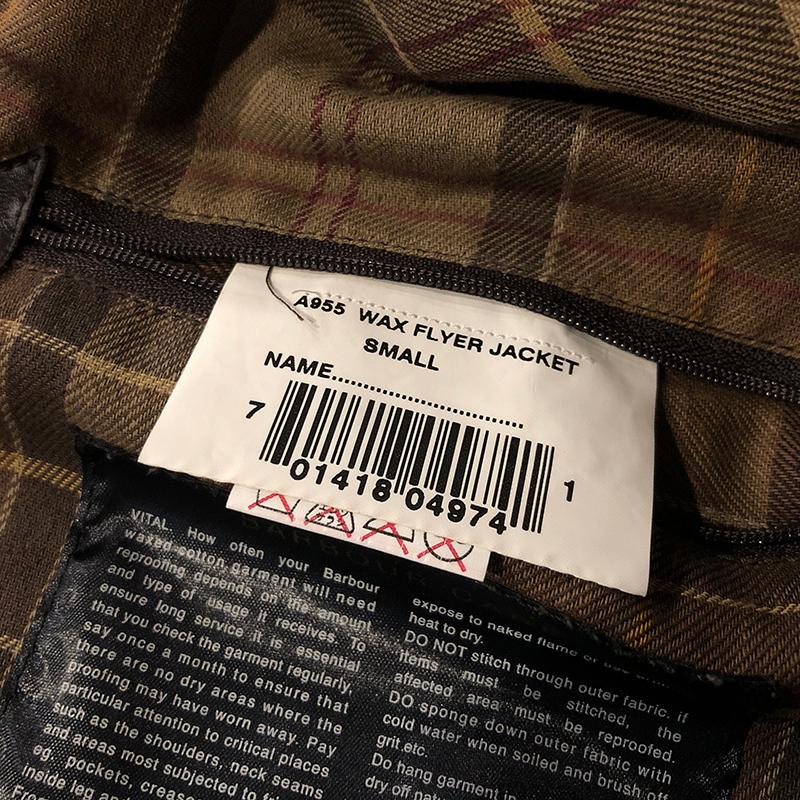 A955 WAX FLYER JACKET
SMALL
NAME..............................
7 01418 04974 1
BARBOUR
VITAL. How often your Barbour
waxed cotton garment will need
reproofing depends on the amount
and type of usage it receives. To
ensure long service it is essential
that you check the garment regularly,
say once a month to ensure that
there are no dry areas where the
proofing may have worn away. Pay
particular attention to critical places
such as the shoulders, neck seams
and areas most subjected to
eg. pockets,
inside leg and
expose to naked flame or use
heat to dry.
DO NOT stitch through outer fabric. if
items must be stitched, the
affected area must be reproofed.
DO sponge down outer fabric with
cold water when soiled and brush off
grit.etc.
Do hang garment
dry off